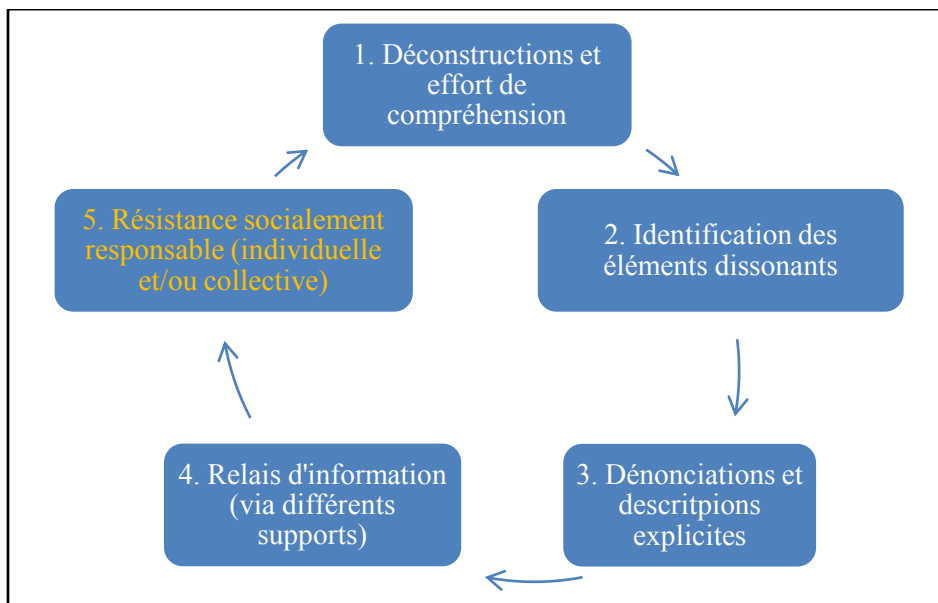 1. Déconstructions et
effort de
compréhension
2. Identification des
éléments dissonants
3. Dénonciations et
descritpions
explicites
4. Relais d'information
(via différents
supports)
5. Résistance socialement
responsable (individuelle
et/ou collective)